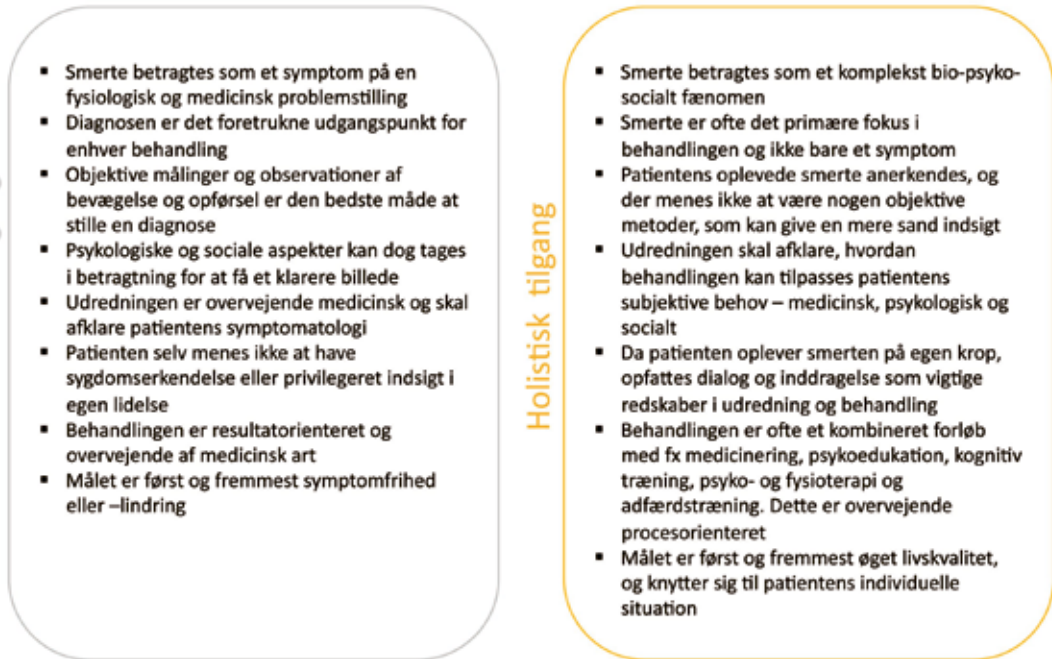 ▪ Smerte betragtes som et symptom på en
fysiologisk og medicinsk problemstilling
▪ Diagnosen er det foretrukne udgangspunkt for
enhver behandling
▪ Objektive målinger og observationer af
bevægelse og opførsel er den bedste måde at
stille en diagnose
▪ Psykologiske og sociale aspekter kan dog tages
i betragtning for at få et klarere billede
▪ Udredningen er overvejende medicinsk og skal
afklare patientens symptomatologi
▪ Patienten selv menes ikke at have
sygdomserkendelse eller privilegeret indsigt i
egen lidelse
▪ Behandlingen er resultatorienteret og
overvejende af medicinsk art
▪ Målet er først og fremmest symptomfrihed
eller –lindring
Holistisk tilgang
▪ Smerte betragtes som et komplekst bio-psyko-
socialt fænomen
▪ Smerte er ofte det primære fokus i
behandlingen og ikke bare et symptom
▪ Patientens oplevede smerte anerkendes, og
der menes ikke at være nogen objektive
metoder, som kan give en mere sand indsigt
▪ Udredningen skal afklare, hvordan
behandlingen kan tilpasses patientens
subjektive behov – medicinsk, psykologisk og
socialt
▪ Da patienten oplever smerten på egen krop,
opfattes dialog og inddragelse som vigtige
redskaber i udredning og behandling
▪ Behandlingen er ofte et kombineret forløb
med fx medicinering, psykoedukation, kognitiv
træning, psyko- og fysioterapi og
adfærdstræning. Dette er overvejende
procesorienteret
▪ Målet er først og fremmest øget livskvalitet,
og knytter sig til patientens individuelle
situation